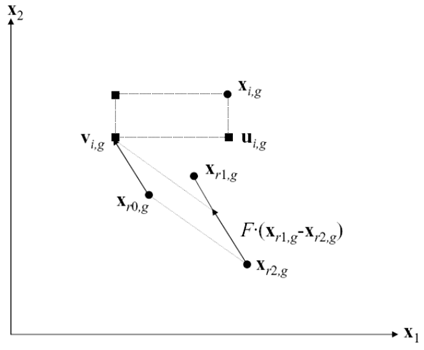 x2
xi,g
vi,g
ui,g
xr1,g
xr0,g
F·(xr1,g-xr2,g)
xr2,g
x1